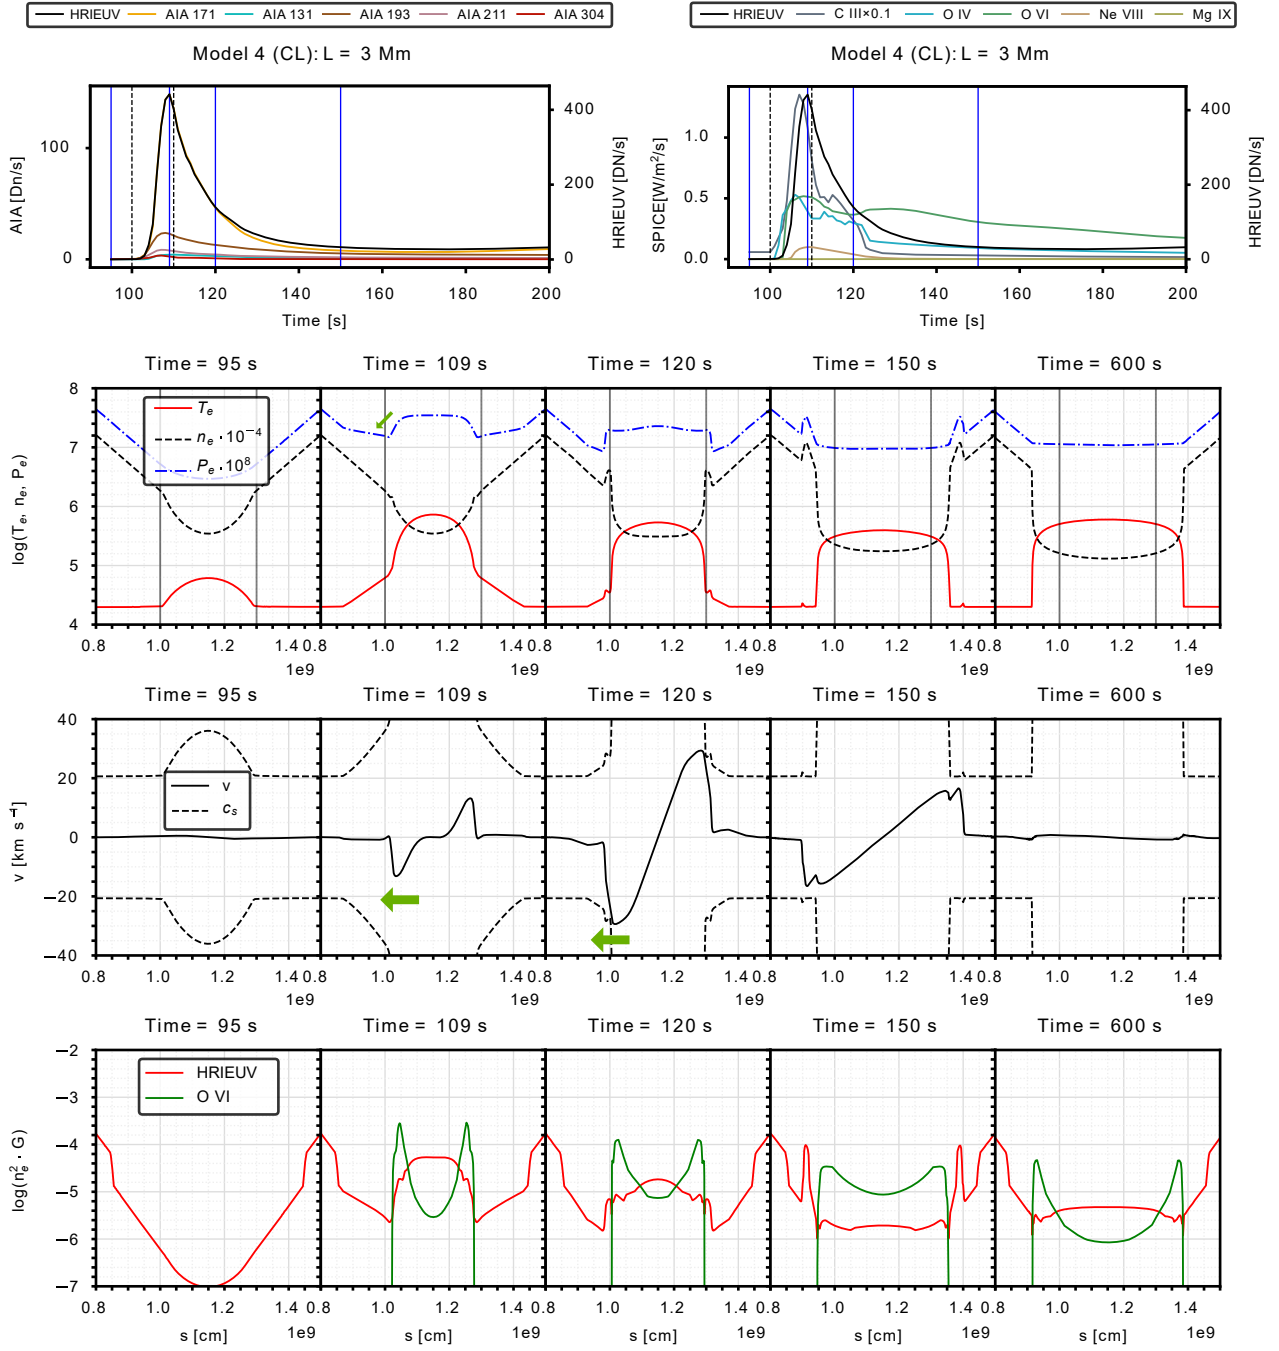 HRIEUV AIA 171 AIA 131 AIA 193 AIA 211 AIA 304
HRIEUV C III×0.1 O IV O VI Ne VIII Mg IX
Model 4 (CL): L = 3 Mm
Model 4 (CL): L = 3 Mm
AIA [Dn/s]
100
0
400
200
0
HRIEUV [DN/s]
100 120 140 160 180 200
Time [s]
SPICE[W/m²/s]
1.0
0.5
0.0
400
200
0
HRIEUV [DN/s]
100 120 140 160 180 200
Time [s]
Time = 95 s Time = 109 s Time = 120 s Time = 150 s Time = 600 s
log(Tₑ, nₑ, Pₑ)
8
7
6
5
4
Tₑ
nₑ · 10⁻⁴
Pₑ · 10⁸
0.8 1.0 1.2 1.4 0.8 1.0 1.2 1.4 0.8 1.0 1.2 1.4 0.8 1.0 1.2 1.4 0.8 1.0 1.2 1.4
1e9 1e9 1e9 1e9 1e9
Time = 95 s Time = 109 s Time = 120 s Time = 150 s Time = 600 s
v [km s⁻¹]
40
20
0
−20
−40
v
cₛ
0.8 1.0 1.2 1.4 0.8 1.0 1.2 1.4 0.8 1.0 1.2 1.4 0.8 1.0 1.2 1.4 0.8 1.0 1.2 1.4
1e9 1e9 1e9 1e9 1e9
Time = 95 s Time = 109 s Time = 120 s Time = 150 s Time = 600 s
log(nₑ² · G)
−2
−3
−4
−5
−6
−7
HRIEUV
O VI
0.8 1.0 1.2 1.4 0.8 1.0 1.2 1.4 0.8 1.0 1.2 1.4 0.8 1.0 1.2 1.4 0.8 1.0 1.2 1.4
s [cm] 1e9 s [cm] 1e9 s [cm] 1e9 s [cm] 1e9 s [cm] 1e9